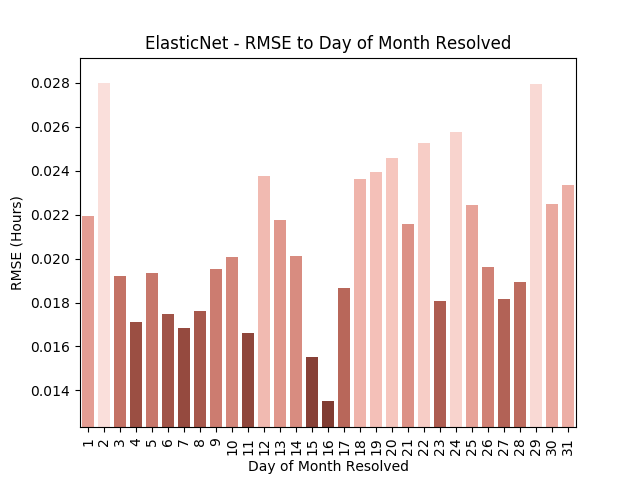 ElasticNet - RMSE to Day of Month Resolved
0.028
0.026
0.024
0.022
0.020
0.018
0.016
0.014
RMSE (Hours)
1 2 3 4 5 6 7 8 9 10 11 12 13 14 15 16 17 18 19 20 21 22 23 24 25 26 27 28 29 30 31
Day of Month Resolved